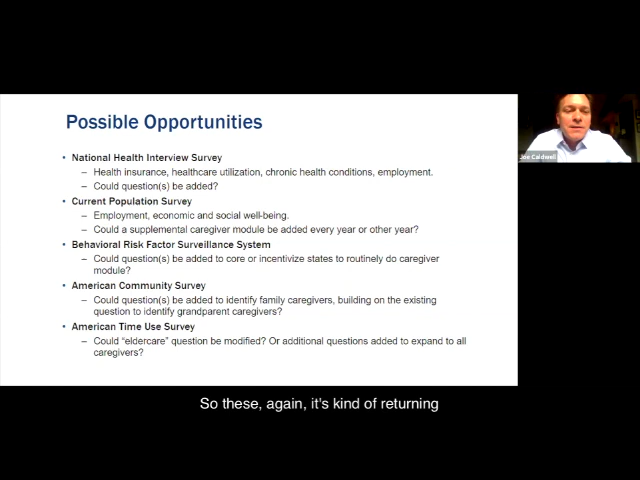 Possible Opportunities
• National Health Interview Survey
– Health insurance, healthcare utilization, chronic health conditions, employment.
– Could question(s) be added?
• Current Population Survey
– Employment, economic and social well-being.
– Could a supplemental caregiver module be added every year or other year?
• Behavioral Risk Factor Surveillance System
– Could question(s) be added to core or incentivize states to routinely do caregiver
module?
• American Community Survey
– Could question(s) be added to identify family caregivers, building on the existing
question to identify grandparent caregivers?
• American Time Use Survey
– Could “eldercare” question be modified? Or additional questions added to expand to all
caregivers?
Joe Caldwell
So these, again, it's kind of returning